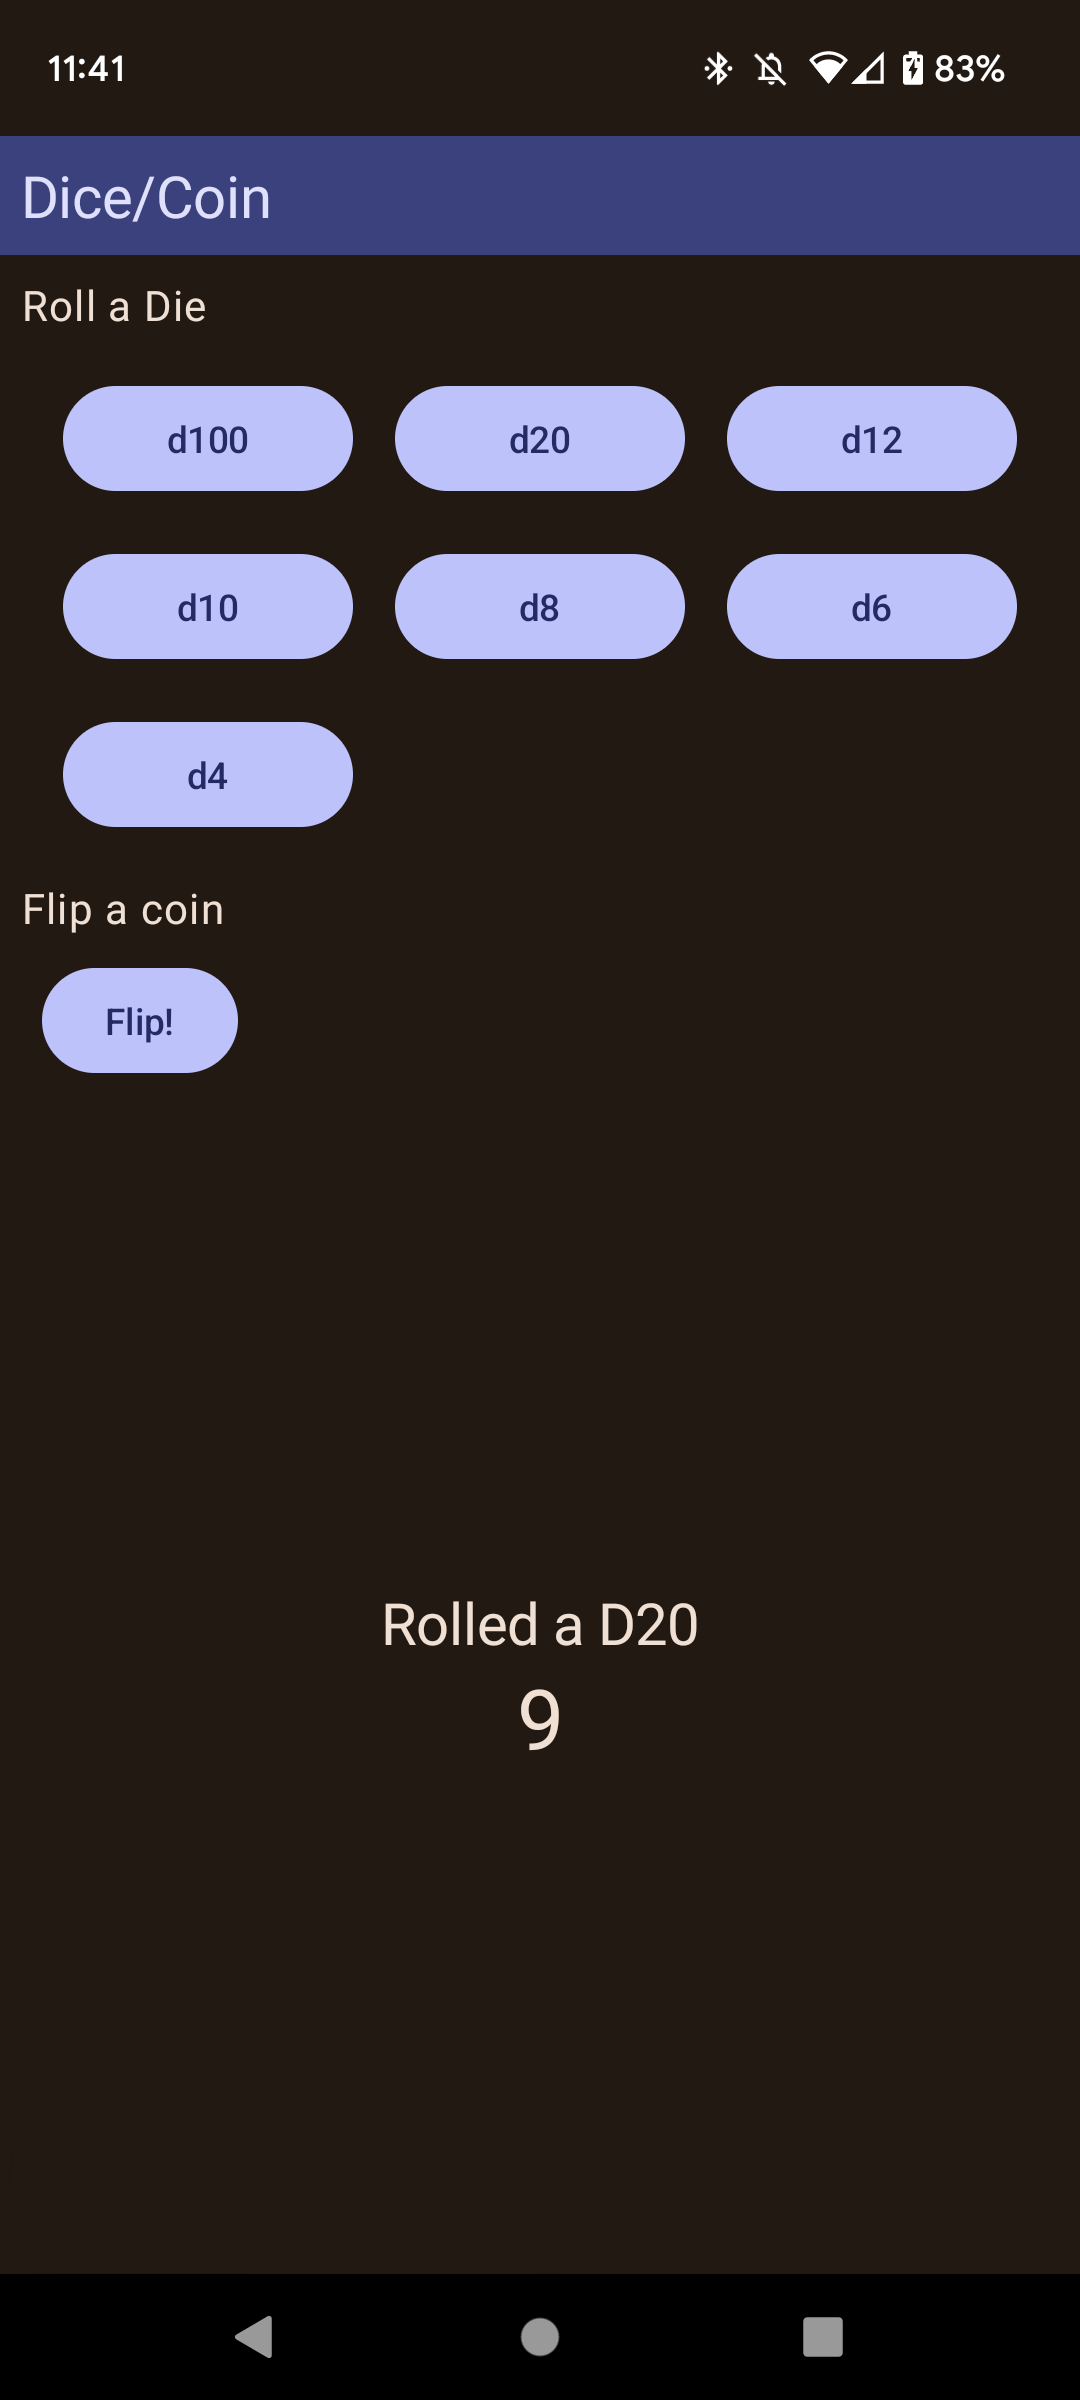 11:41 83%
Dice/Coin
Roll a Die
d100 d20 d12
d10 d8 d6
d4
Flip a coin
Flip!
Rolled a D20
9